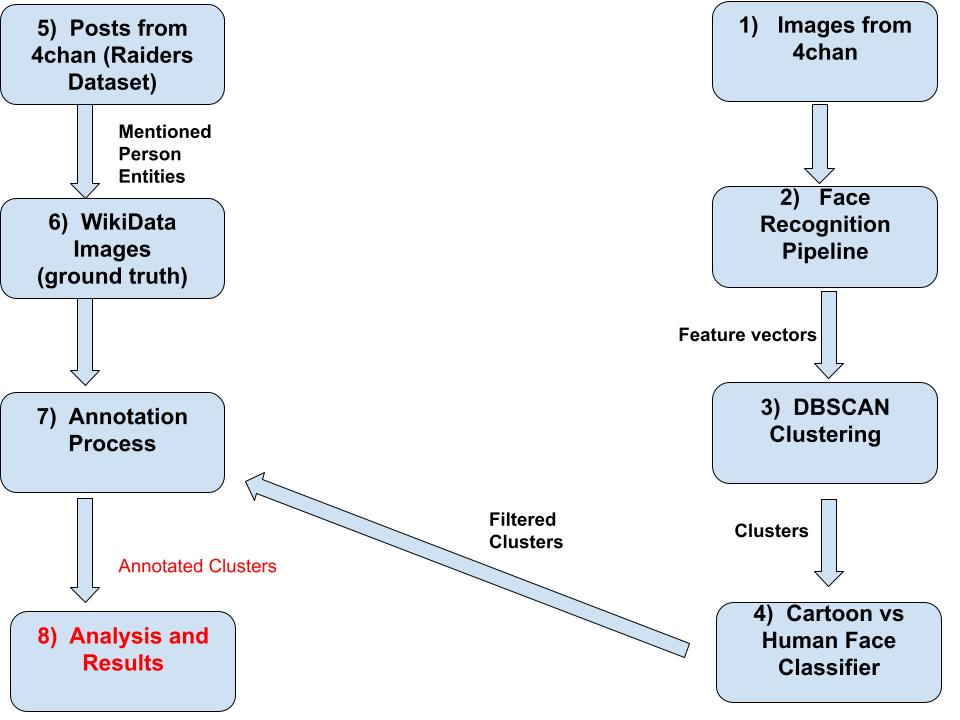 5) Posts from
4chan (Raiders
Dataset)
Mentioned
Person
Entities
6) WikiData
Images
(ground truth)
7) Annotation
Process
Annotated Clusters
8) Analysis and
Results
1) Images from
4chan
2) Face
Recognition
Pipeline
Feature vectors
3) DBSCAN
Clustering
Clusters
4) Cartoon vs
Human Face
Classifier
Filtered
Clusters